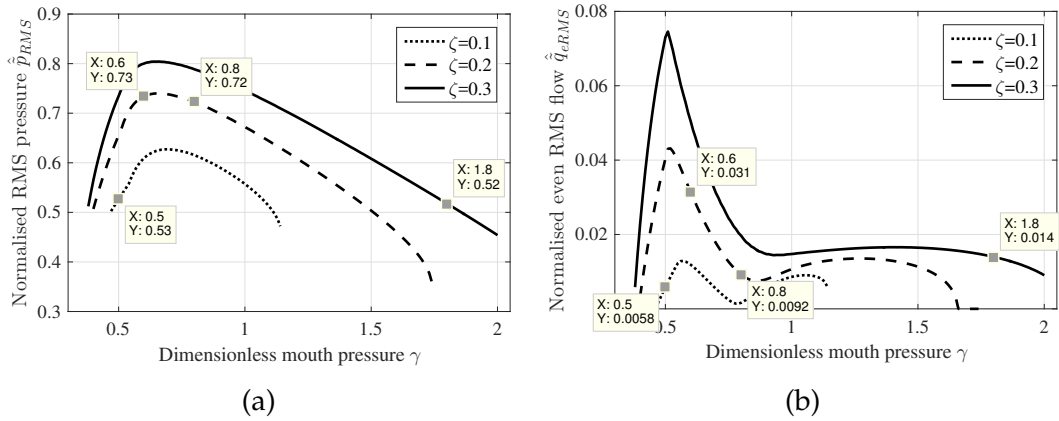 0.9
0.8
0.7
0.6
0.5
0.4
0.3
0.5
1
1.5
2
Normalised RMS pressure p̃̂_RMS
Dimensionless mouth pressure γ
ζ=0.1
ζ=0.2
ζ=0.3
X: 0.6
Y: 0.73
X: 0.8
Y: 0.72
X: 1.8
Y: 0.52
X: 0.5
Y: 0.53
(a)
0.08
0.06
0.04
0.02
0.5
1
1.5
2
Normalised even RMS flow q̃̂_eRMS
Dimensionless mouth pressure γ
ζ=0.1
ζ=0.2
ζ=0.3
X: 0.6
Y: 0.031
X: 1.8
Y: 0.014
X: 0.5
Y: 0.0058
X: 0.8
Y: 0.0092
(b)